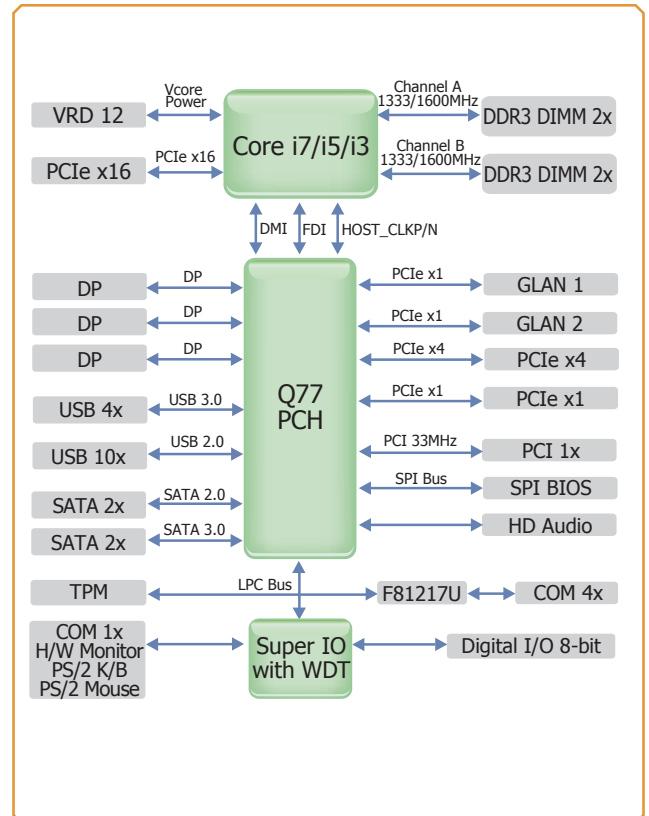 Vcore
Power
Channel A
1333/1600MHz
VRD 12
Core i7/i5/i3
DDR3 DIMM 2x
PCIe x16
PCIe x16
Channel B
1333/1600MHz
DDR3 DIMM 2x
DMI
FDI
HOST_CLKP/N
DP
DP
DP
DP
DP
DP
USB 4x
USB 3.0
USB 10x
USB 2.0
SATA 2x
SATA 2.0
SATA 2x
SATA 3.0
Q77
PCH
PCIe x1
GLAN 1
PCIe x1
GLAN 2
PCIe x4
PCIe x4
PCIe x1
PCIe x1
PCI 33MHz
PCI 1x
SPI Bus
SPI BIOS
HD Audio
TPM
LPC Bus
F81217U
COM 4x
COM 1x
H/W Monitor
PS/2 K/B
PS/2 Mouse
Super IO
with WDT
Digital I/O 8-bit